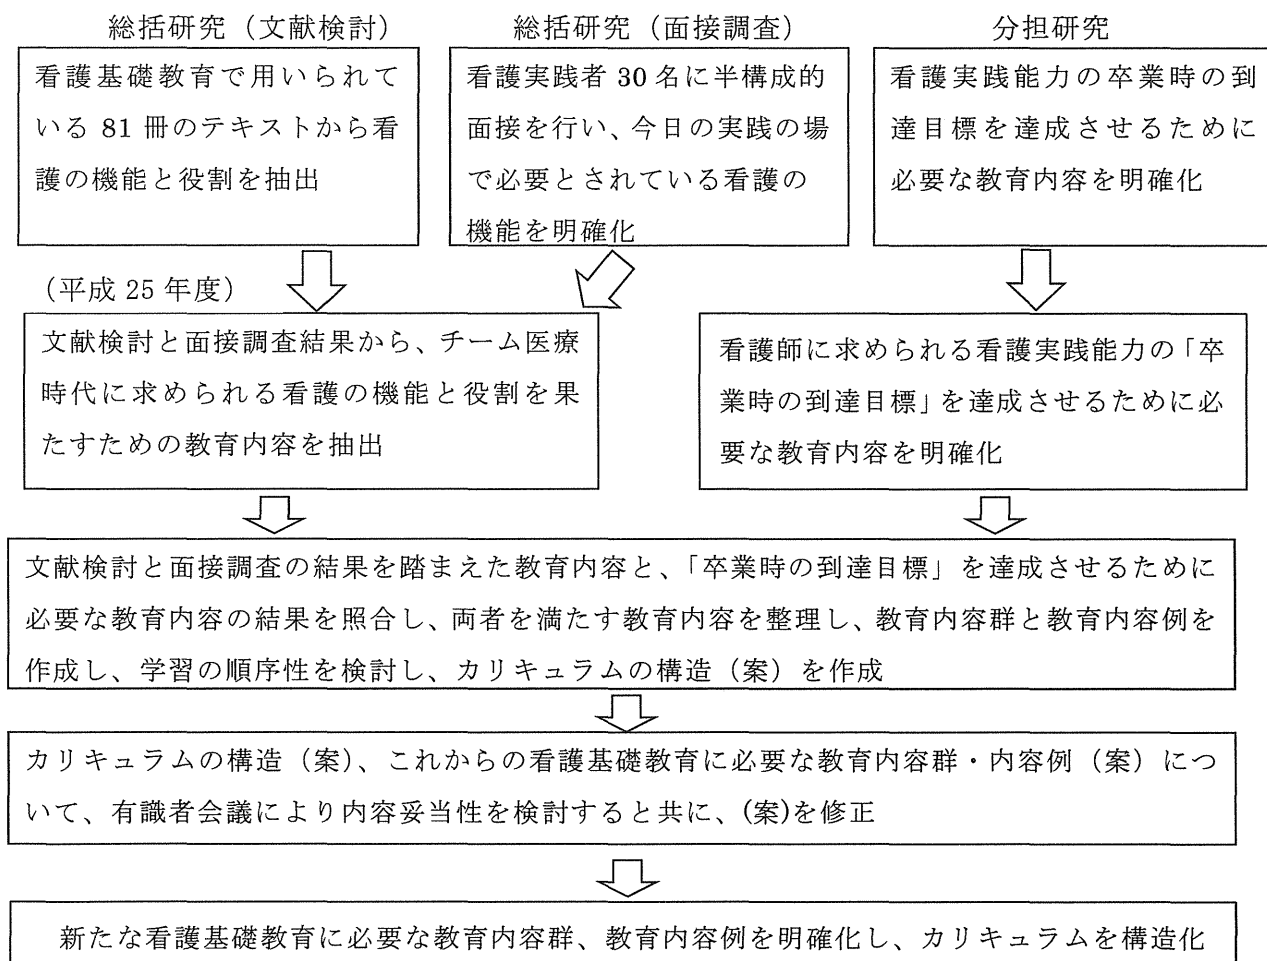 総括研究（文献検討）
総括研究（面接調査）
分担研究
看護基礎教育で用いられて
いる 81 冊のテキストから看
護の機能と役割を抽出
看護実践者 30 名に半構成的
面接を行い、今日の実践の場
で必要とされている看護の
機能を明確化
看護実践能力の卒業時の到
達目標を達成させるために
必要な教育内容を明確化
（平成 25 年度）
文献検討と面接調査結果から、チーム医療
時代に求められる看護の機能と役割を果
たすための教育内容を抽出
看護師に求められる看護実践能力の「卒
業時の到達目標」を達成させるために必
要な教育内容を明確化
文献検討と面接調査の結果を踏まえた教育内容と、「卒業時の到達目標」を達成させるために
必要な教育内容の結果を照合し、両者を満たす教育内容を整理し、教育内容群と教育内容例を
作成し、学習の順序性を検討し、カリキュラムの構造（案）を作成
カリキュラムの構造（案）、これからの看護基礎教育に必要な教育内容群・内容例（案）につ
いて、有識者会議により内容妥当性を検討すると共に、(案)を修正
新たな看護基礎教育に必要な教育内容群、教育内容例を明確化し、カリキュラムを構造化